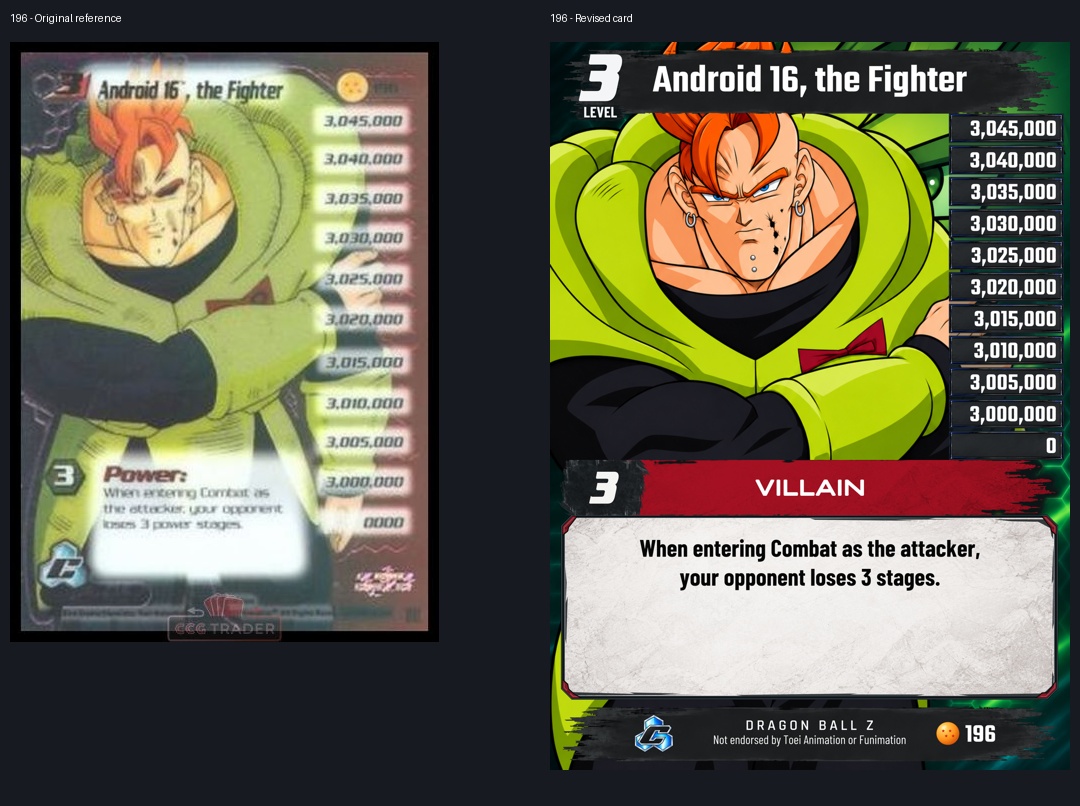 196 - Original reference
3
Android 16, the Fighter
196
3,045,000
3,040,000
3,035,000
3,030,000
3,025,000
3,020,000
3,015,000
3,010,000
3,005,000
3,000,000
0000
3
Power:
When entering Combat as
the attacker, your opponent
loses 3 power stages.
CCG TRADER
196 - Revised card
3
LEVEL
Android 16, the Fighter
3,045,000
3,040,000
3,035,000
3,030,000
3,025,000
3,020,000
3,015,000
3,010,000
3,005,000
3,000,000
0
3
VILLAIN
When entering Combat as the attacker,
your opponent loses 3 stages.
DRAGON BALL Z
Not endorsed by Toei Animation or Funimation
196